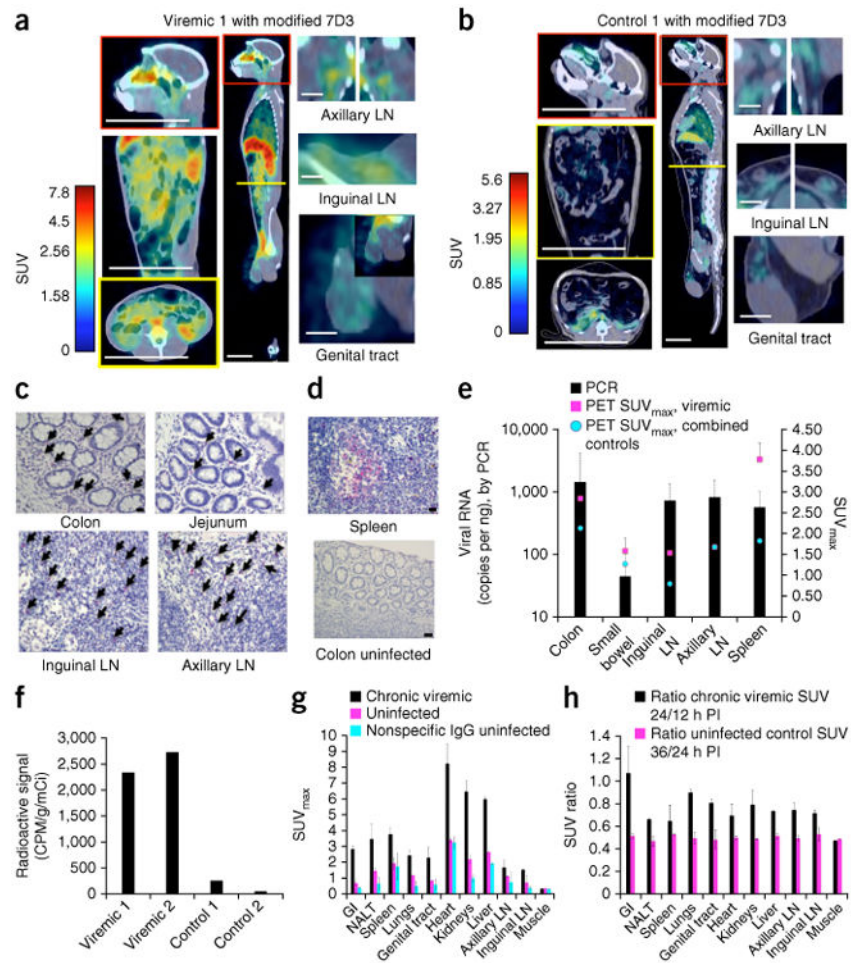 a
Viremic 1 with modified 7D3
Axillary LN
Inguinal LN
Genital tract
SUV
7.8
4.5
2.56
1.58
0
b
Control 1 with modified 7D3
Axillary LN
Inguinal LN
Genital tract
SUV
5.6
3.27
1.95
0.85
0
c
Colon
Jejunum
Inguinal LN
Axillary LN
d
Spleen
Colon uninfected
e
PCR
PET SUVmax, viremic
PET SUVmax, combined
controls
Viral RNA
(copies per ng), by PCR
10,000
1,000
100
10
4.50
4.00
3.50
3.00
2.50
2.00
1.50
1.00
0.50
0.00
SUVmax
Colon
Small
bowel
Inguinal
LN
Axillary
LN
Spleen
f
Radioactive signal
(CPM/g/mCi)
3,000
2,500
2,000
1,500
1,000
500
0
Viremic 1
Viremic 2
Control 1
Control 2
g
Chronic viremic
Uninfected
Nonspecific IgG uninfected
SUVmax
10
9
8
7
6
5
4
3
2
1
0
GI
NALT
Spleen
Lungs
Genital tract
Heart
Kidneys
Liver
Axillary LN
Inguinal LN
Muscle
h
Ratio chronic viremic SUV
24/12 h PI
Ratio uninfected control SUV
36/24 h PI
SUV ratio
1.4
1.2
1.0
0.8
0.6
0.4
0.2
0
GI
NALT
Spleen
Lungs
Genital tract
Heart
Kidneys
Liver
Axillary LN
Inguinal LN
Muscle